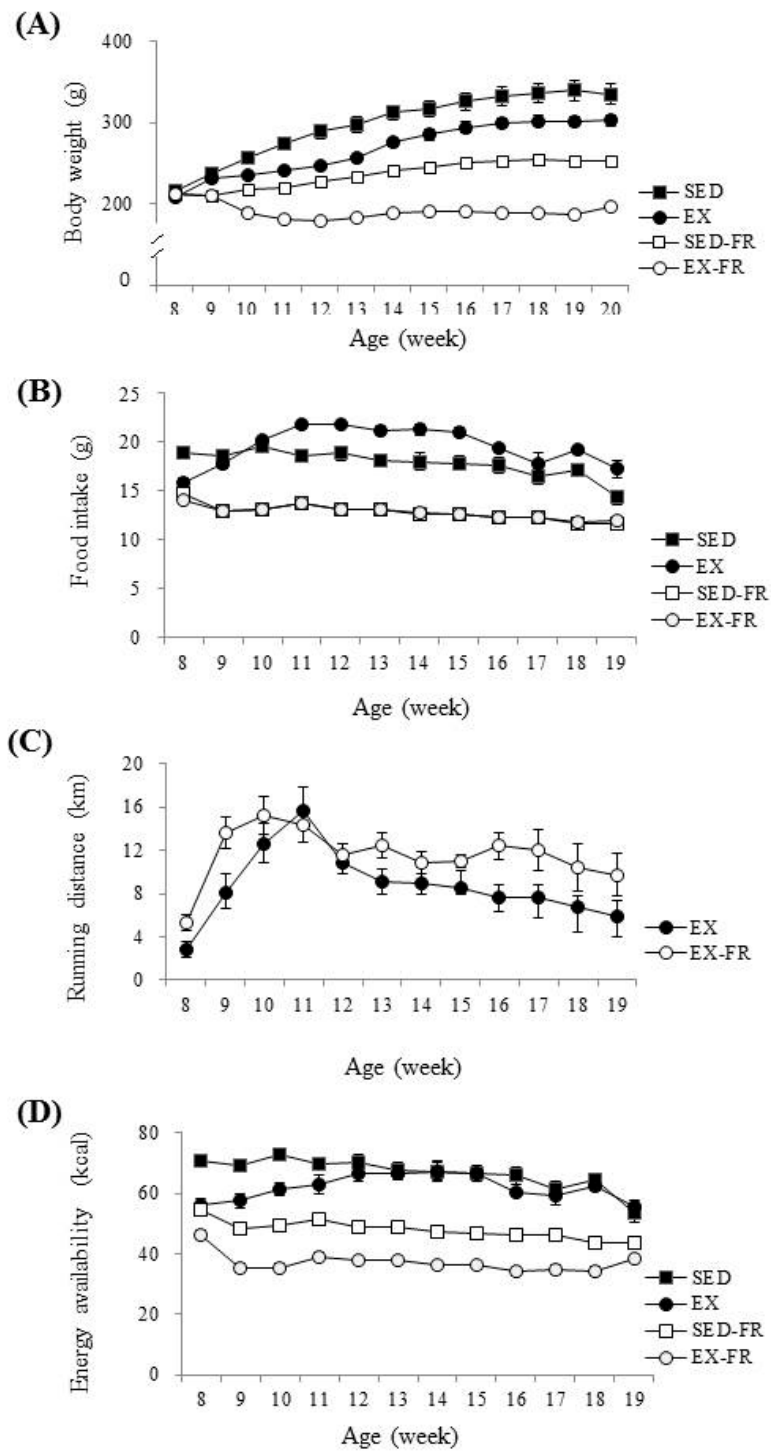 (A)
Body weight (g)
400
300
200
0
8 9 10 11 12 13 14 15 16 17 18 19 20
Age (week)
SED
EX
SED-FR
EX-FR
(B)
Food intake (g)
25
20
15
10
5
0
8 9 10 11 12 13 14 15 16 17 18 19
Age (week)
SED
EX
SED-FR
EX-FR
(C)
Running distance (km)
20
16
12
8
4
0
8 9 10 11 12 13 14 15 16 17 18 19
Age (week)
EX
EX-FR
(D)
Energy availability (kcal)
80
60
40
20
0
8 9 10 11 12 13 14 15 16 17 18 19
Age (week)
SED
EX
SED-FR
EX-FR